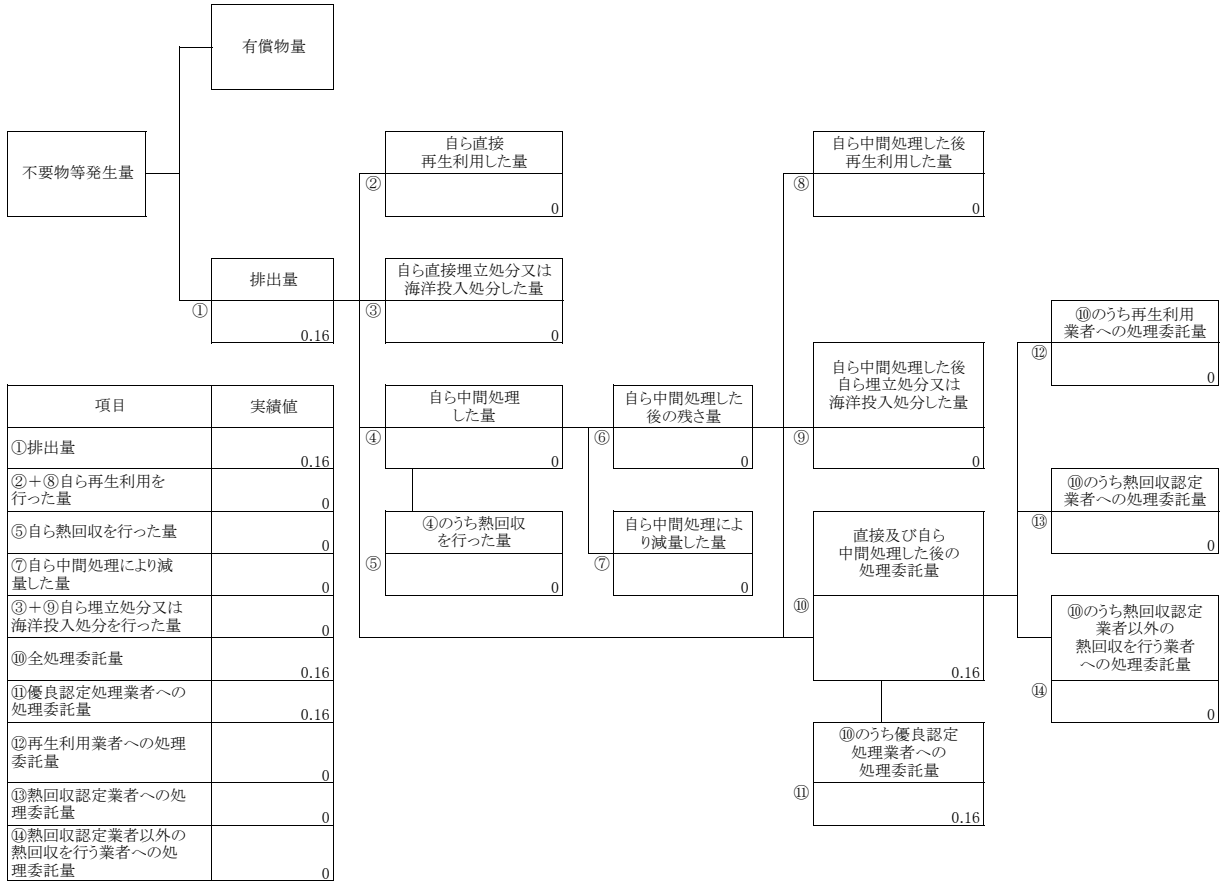 有償物量
不要物等発生量
自ら直接
再生利用した量
②
0
自ら中間処理した後
再生利用した量
⑧
0
排出量
①
0.16
自ら直接埋立処分又は
海洋投入処分した量
③
0
⑩のうち再生利用
業者への処理委託量
⑫
0
自ら中間処理
した量
④
0
自ら中間処理した
後の残さ量
⑥
0
自ら中間処理した後
自ら埋立処分又は
海洋投入処分した量
⑨
0
⑩のうち熱回収認定
業者への処理委託量
⑬
0
④のうち熱回収
を行った量
⑤
0
自ら中間処理によ
り減量した量
⑦
0
直接及び自ら
中間処理した後の
処理委託量
⑩
0.16
⑩のうち熱回収認定
業者以外の
熱回収を行う業者
への処理委託量
⑭
0
⑩のうち優良認定
処理業者への
処理委託量
⑪
0.16
項目 実績値
①排出量
0.16
②＋⑧自ら再生利用を
行った量
0
⑤自ら熱回収を行った量
0
⑦自ら中間処理により減
量した量
0
③＋⑨自ら埋立処分又は
海洋投入処分を行った量
0
⑩全処理委託量
0.16
⑪優良認定処理業者への
処理委託量
0.16
⑫再生利用業者への処理
委託量
0
⑬熱回収認定業者への処
理委託量
0
⑭熱回収認定業者以外の
熱回収を行う業者への処
理委託量
0